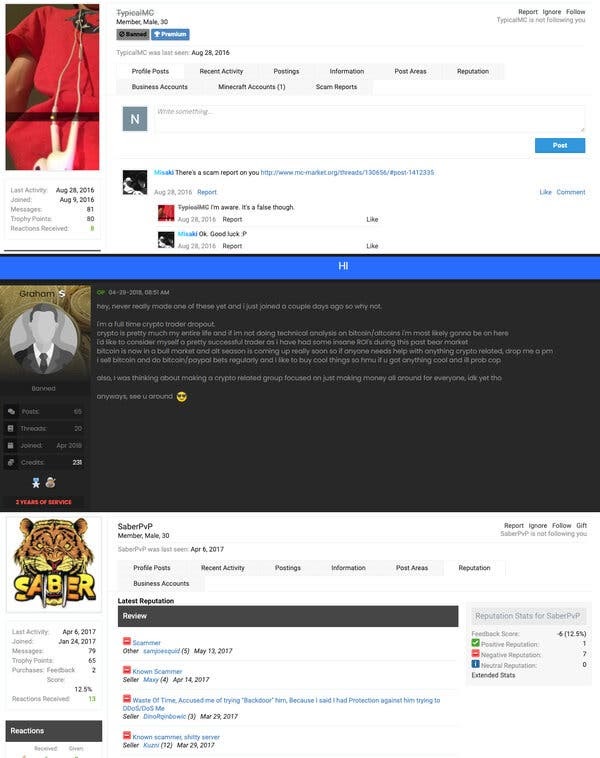 TypicalMC
Member, Male, 30
Banned Premium
TypicalMC was last seen: Aug 28, 2016
Report Ignore Follow
TypicalMC is not following you
Profile Posts Recent Activity Postings Information Post Areas Reputation
Business Accounts Minecraft Accounts (1) Scam Reports
N Write something...
Post
Misaki There's a scam report on you http://www.mc-market.org/threads/130656/#post-1412335
Aug 28, 2016 Report Like Comment
TypicalMC I'm aware. It's a false though.
Aug 28, 2016 Report Like
Misaki Ok. Good luck :P
Aug 28, 2016 Report Like
Last Activity: Aug 28, 2016
Joined: Aug 9, 2016
Messages: 81
Trophy Points: 80
Reactions Received: 8
HI
Graham S
Banned
Posts: 65
Threads: 20
Joined: Apr 2018
Credits: 231
2 YEARS OF SERVICE
OP 04-29-2018, 08:51 AM
hey, never really made one of these yet and i just joined a couple days ago so why not.
i'm a full time crypto trader dropout.
crypto is pretty much my entire life and if im not doing technical analysis on bitcoin/altcoins i'm most likely gonna be on here
i'd like to consider myself a pretty successful trader as i have had some insane ROI's during this past bear market
bitcoin is now in a bull market and alt season is coming up really soon so if anyone needs help with anything crypto related, drop me a pm
i sell bitcoin and do bitcoin/paypal bets regularly and i like to buy cool things so hmu if u got anything cool and ill prob cop
also, i was thinking about making a crypto related group focused on just making money all around for everyone, idk yet tho
anyways, see u around
SABER
SaberPvP
Member, Male, 30
SaberPvP was last seen: Apr 6, 2017
Report Ignore Follow Gift
SaberPvP is not following you
Profile Posts Recent Activity Postings Information Post Areas Reputation
Business Accounts
Last Activity: Apr 6, 2017
Joined: Jan 24, 2017
Messages: 79
Trophy Points: 65
Purchases: Feedback 2
Score:
12.5%
Reactions Received: 13
Reactions
Received: Given:
Latest Reputation
Review
Scammer
Other samjoesquid (5) May 13, 2017
Known Scammer
Seller Maxy (4) Apr 14, 2017
Waste Of Time, Accused me of trying "Backdoor" him, Because I said I had Protection against him trying to
DDoS/DoS Me
Seller DinoRqinbowic (3) Mar 29, 2017
Known scammer, shitty server
Seller Kuzni (12) Mar 29, 2017
Reputation Stats for SaberPvP
Feedback Score: -6 (12.5%)
Positive Reputation: 1
Negative Reputation: 7
Neutral Reputation: 0
Extended Stats